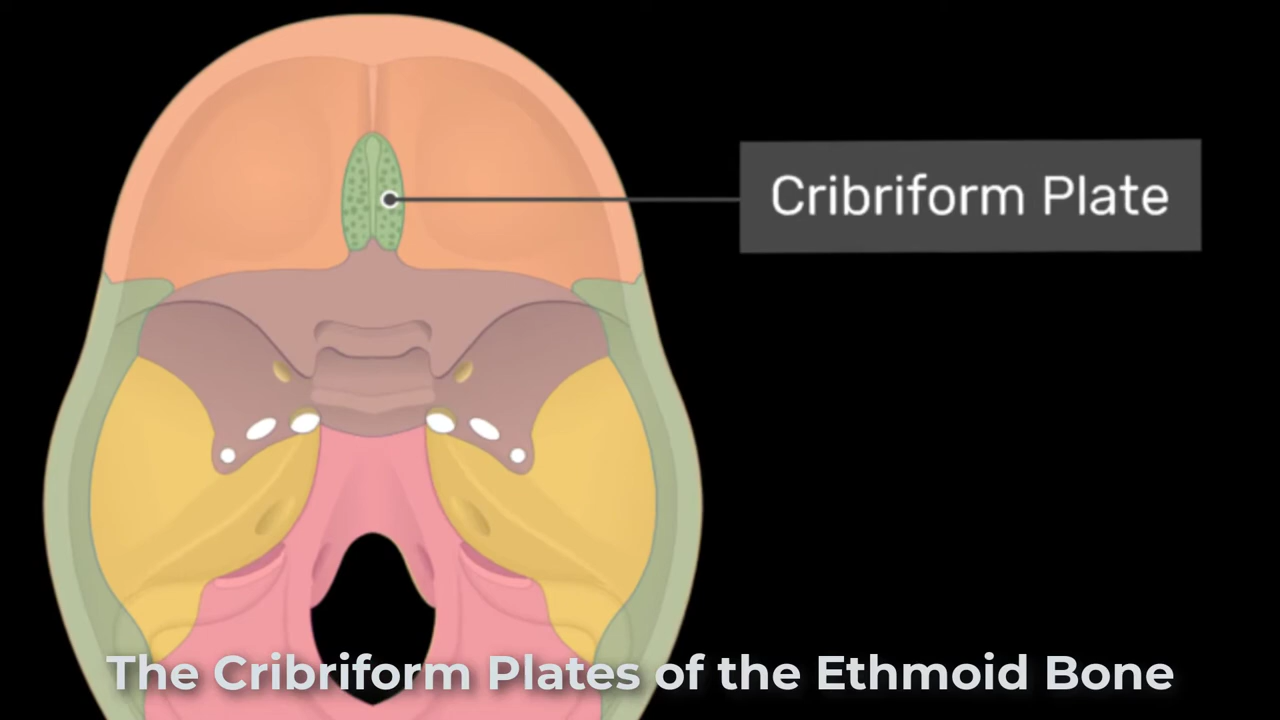 Cribriform Plate
The Cribriform Plates of the Ethmoid Bone